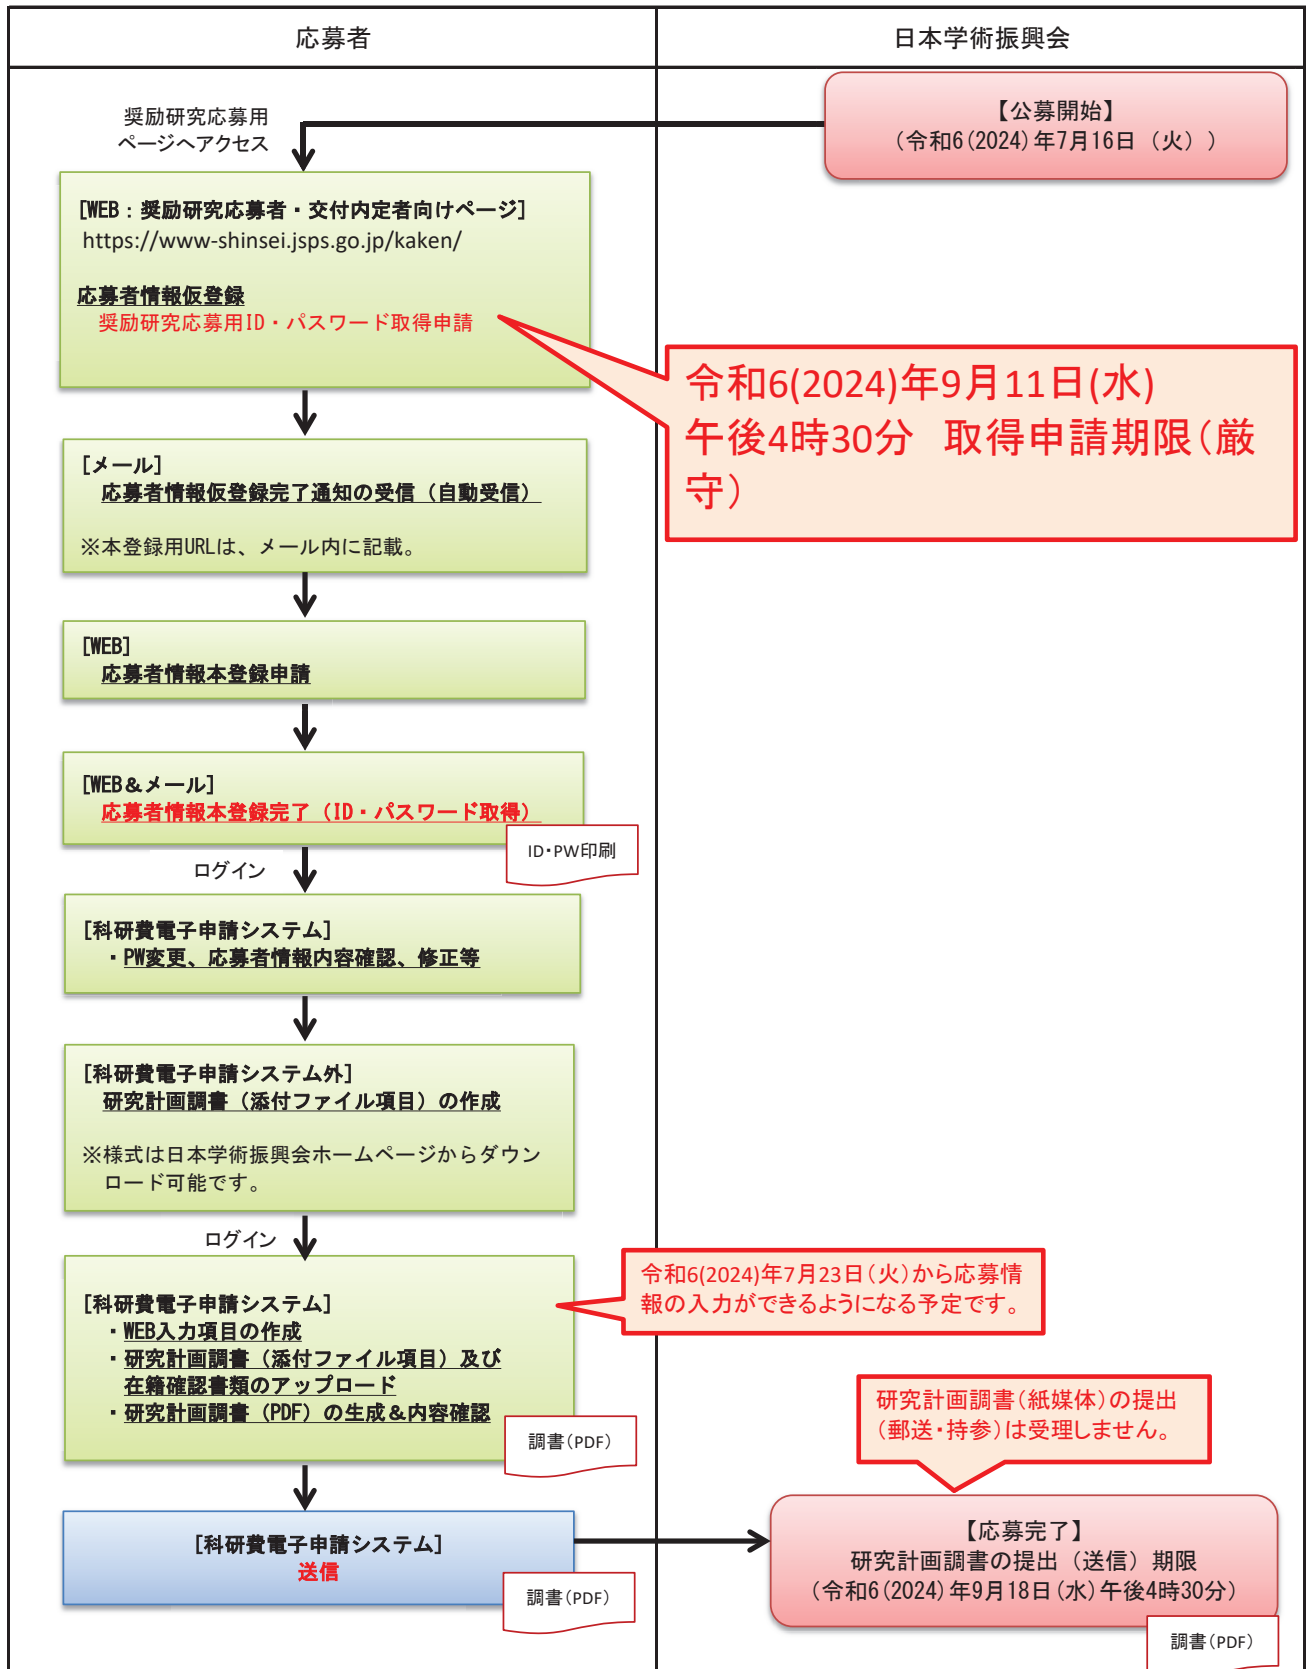 応募者
日本学術振興会
【公募開始】
(令和6(2024)年7月16日（火）)
奨励研究応募用
ページへアクセス
[WEB：奨励研究応募者・交付内定者向けページ]
https://www-shinsei.jsps.go.jp/kaken/
応募者情報仮登録
奨励研究応募用ID・パスワード取得申請
令和6(2024)年9月11日(水)
午後4時30分　取得申請期限（厳
守）
[メール]
応募者情報仮登録完了通知の受信（自動受信）
※本登録用URLは、メール内に記載。
[WEB]
応募者情報本登録申請
[WEB＆メール]
応募者情報本登録完了（ID・パスワード取得）
ID・PW印刷
ログイン
[科研費電子申請システム]
・PW変更、応募者情報内容確認、修正等
[科研費電子申請システム外]
研究計画調書（添付ファイル項目）の作成
※様式は日本学術振興会ホームページからダウン
ロード可能です。
ログイン
令和6(2024)年7月23日（火）から応募情
報の入力ができるようになる予定です。
[科研費電子申請システム]
・WEB入力項目の作成
・研究計画調書（添付ファイル項目）及び
在籍確認書類のアップロード
・研究計画調書（PDF）の生成＆内容確認
調書（PDF）
研究計画調書（紙媒体）の提出
（郵送・持参）は受理しません。
[科研費電子申請システム]
送信
調書（PDF）
【応募完了】
研究計画調書の提出（送信）期限
(令和6(2024)年9月18日(水)午後4時30分)
調書（PDF）